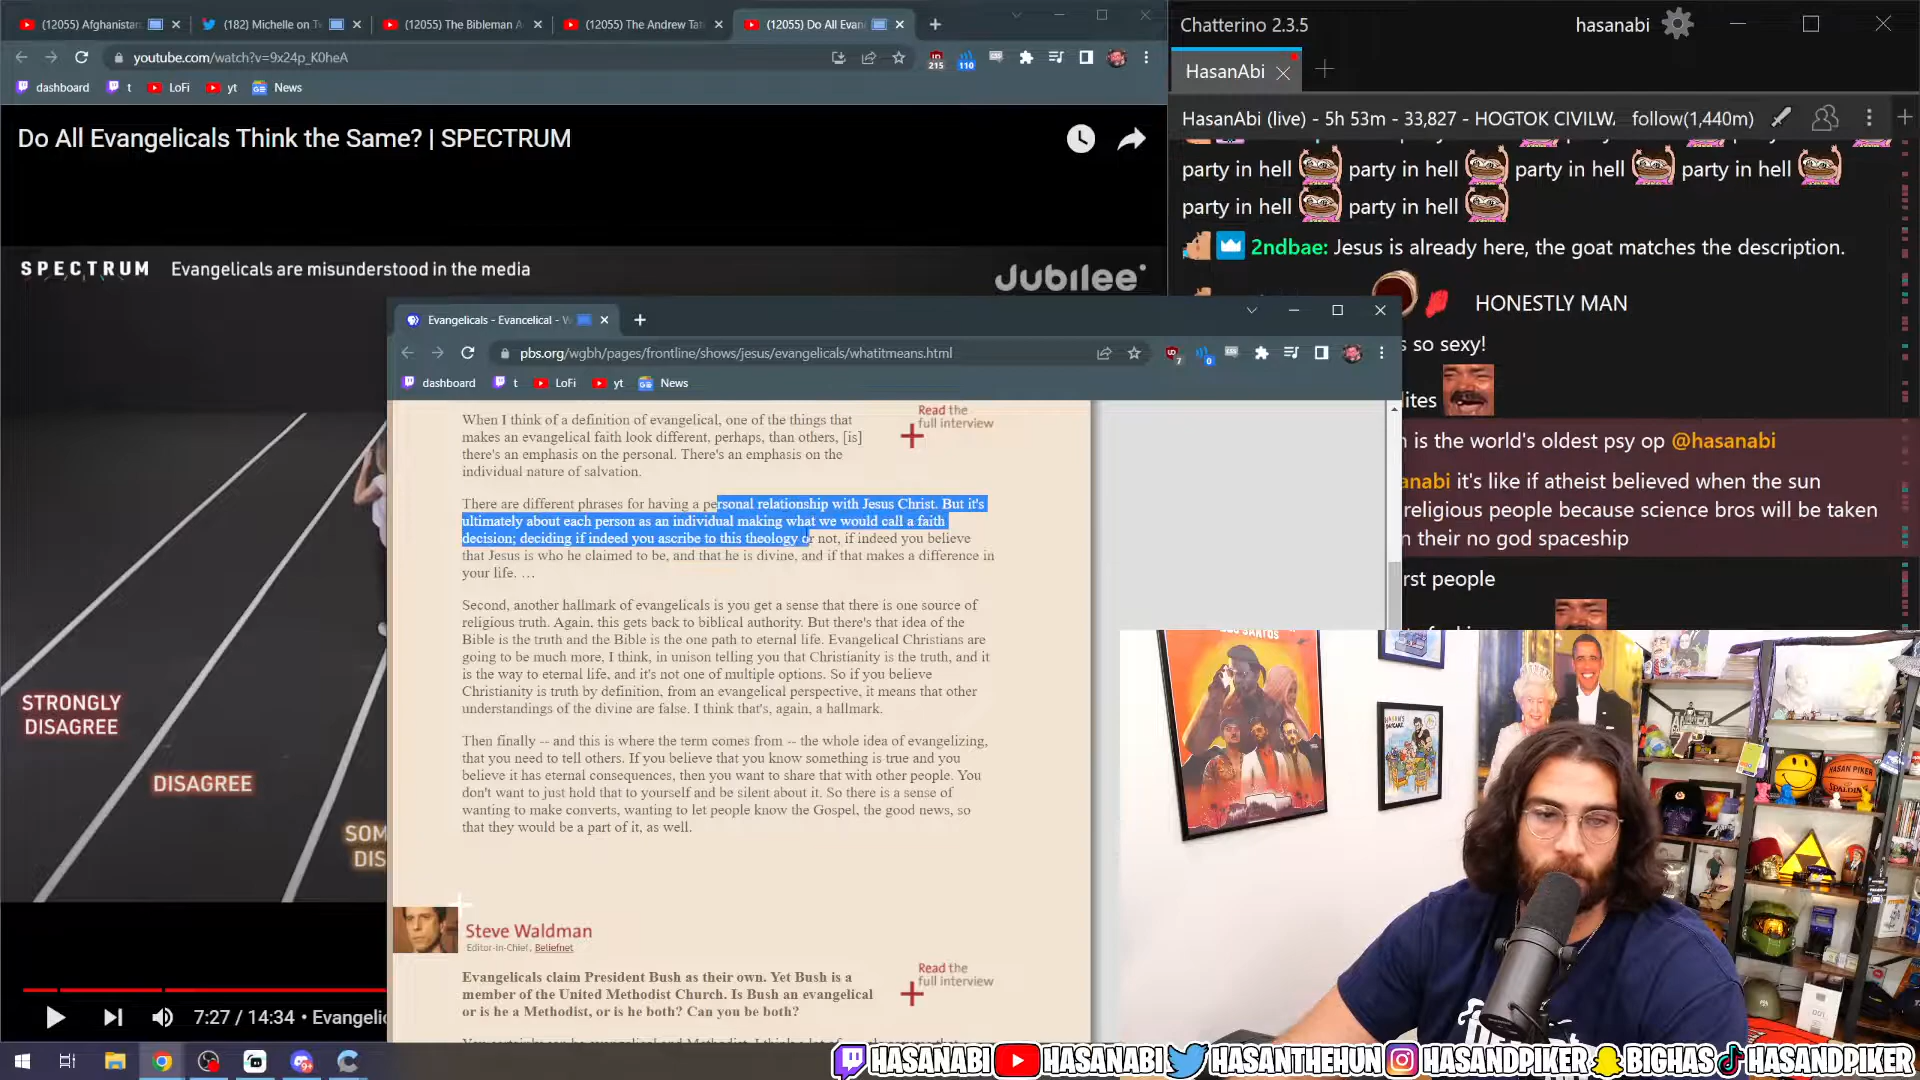 (12055) Afghanistan
(182) Michelle on Tw
(12055) The Bibleman A
(12055) The Andrew Tat
(12055) Do All Evan
youtube.com/watch?v=9x24p_K0heA
215
110
dashboard
t
LoFi
yt
News
Do All Evangelicals Think the Same? | SPECTRUM
SPECTRUM
Evangelicals are misunderstood in the media
Jubilee
STRONGLY
DISAGREE
DISAGREE
SOM
DIS
7:27 / 14:34 • Evangelic
Evangelicals - Evancelical - W
pbs.org/wgbh/pages/frontline/shows/jesus/evangelicals/whatitmeans.html
7
0
dashboard
t
LoFi
yt
News
When I think of a definition of evangelical, one of the things that
makes an evangelical faith look different, perhaps, than others, [is]
there's an emphasis on the personal. There's an emphasis on the
individual nature of salvation.
Read the
full interview
There are different phrases for having a personal relationship with Jesus Christ. But it's
ultimately about each person as an individual making what we would call a faith
decision; deciding if indeed you ascribe to this theology or not, if indeed you believe
that Jesus is who he claimed to be, and that he is divine, and if that makes a difference in
your life. …
Second, another hallmark of evangelicals is you get a sense that there is one source of
religious truth. Again, this gets back to biblical authority. But there's that idea of the
Bible is the truth and the Bible is the one path to eternal life. Evangelical Christians are
going to be much more, I think, in unison telling you that Christianity is the truth, and it
is the way to eternal life, and it's not one of multiple options. So if you believe
Christianity is truth by definition, from an evangelical perspective, it means that other
understandings of the divine are false. I think that's, again, a hallmark.
Then finally -- and this is where the term comes from -- the whole idea of evangelizing,
that you need to tell others. If you believe that you know something is true and you
believe it has eternal consequences, then you want to share that with other people. You
don't want to just hold that to yourself and be silent about it. So there is a sense of
wanting to make converts, wanting to let people know the Gospel, the good news, so
that they would be a part of it, as well.
Steve Waldman
Editor-in-Chief, Beliefnet
Evangelicals claim President Bush as their own. Yet Bush is a
member of the United Methodist Church. Is Bush an evangelical
or is he a Methodist, or is he both? Can you be both?
Read the
full interview
Chatterino 2.3.5
hasanabi
HasanAbi
HasanAbi (live) - 5h 53m - 33,827 - HOGTOK CIVILW.
follow(1,440m)
party in hell party in hell party in hell party in hell
party in hell party in hell
2ndbae: Jesus is already here, the goat matches the description.
HONESTLY MAN
s so sexy!
lites
n is the world's oldest psy op @hasanabi
anabi it's like if atheist believed when the sun
religious people because science bros will be taken
n their no god spaceship
rst people
SANTOS
HASAN PIKER
SPALDING
HASANABI
HASANABI
HASANTHEHUN
HASANDPIKER
BIGHAS
HASANDPIKER